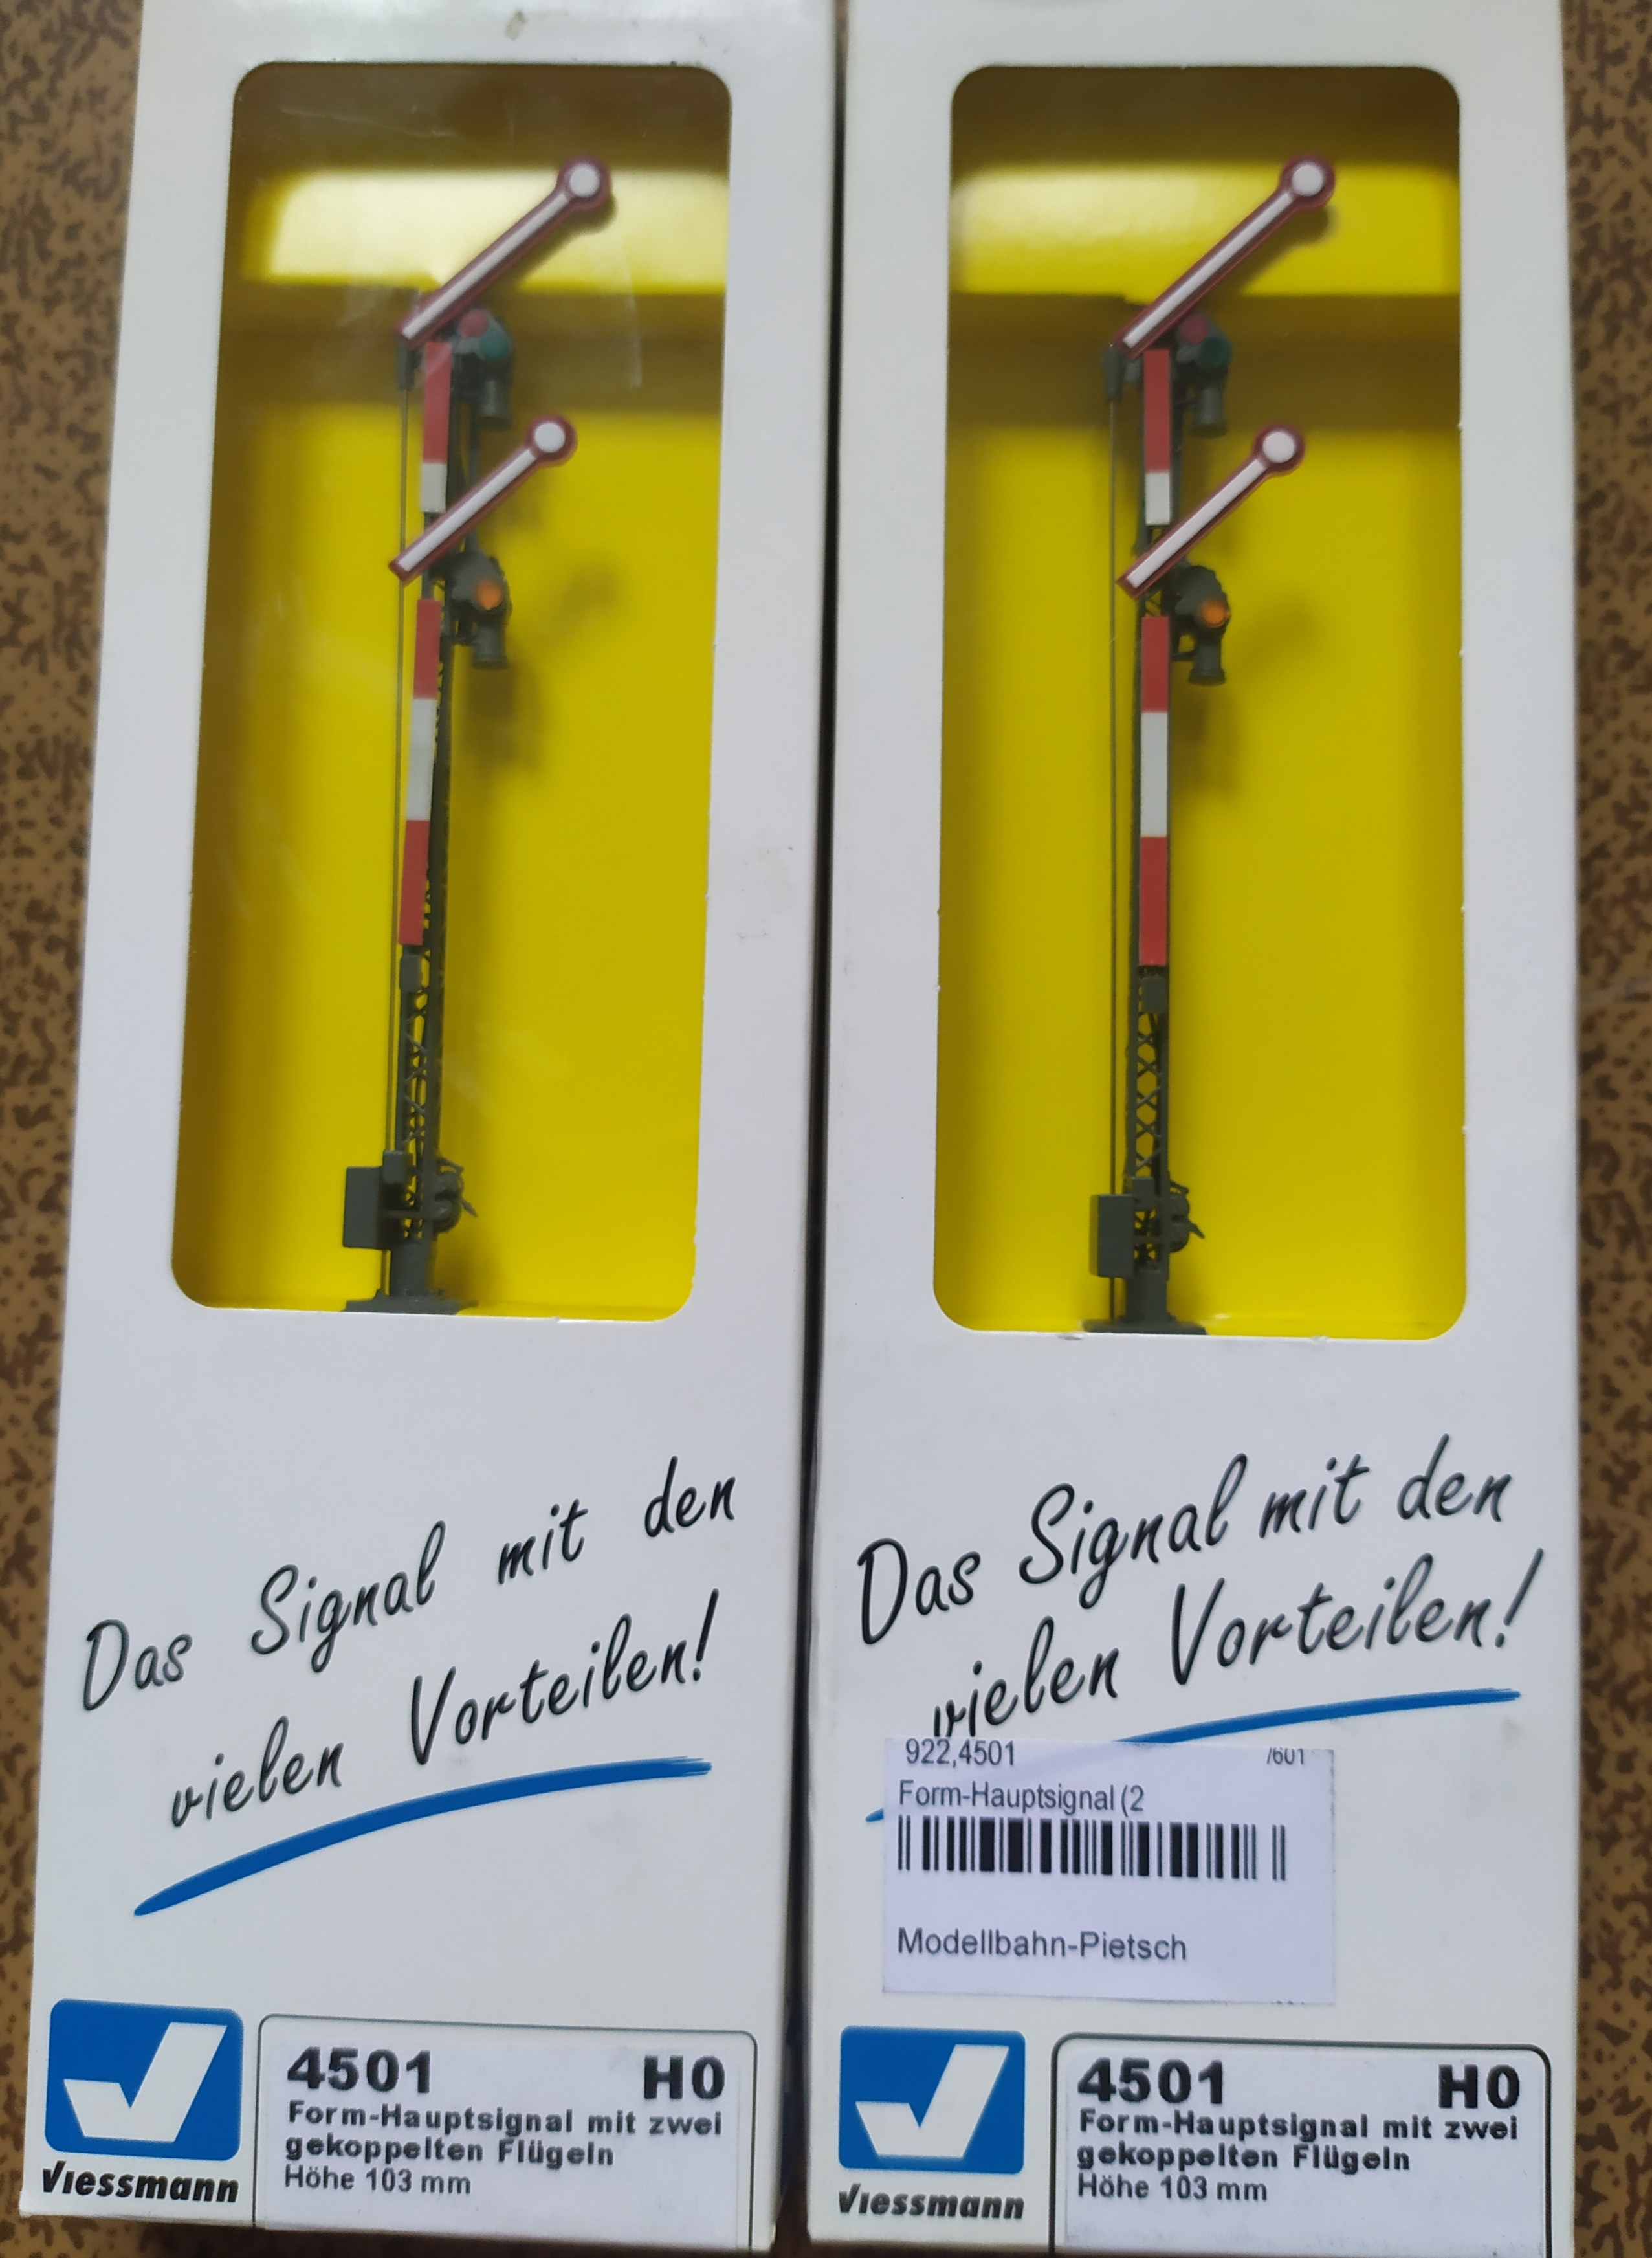 Das Signal mit den
vielen Vorteilen!
4501 H0
Form-Hauptsignal mit zwei
gekoppelten Flügeln
Höhe 103 mm
Viessmann
Das Signal mit den
vielen Vorteilen!
922,4501 /601
Form-Hauptsignal (2
Modellbahn-Pietsch
4501 H0
Form-Hauptsignal mit zwei
gekoppelten Flügeln
Höhe 103 mm
Viessmann